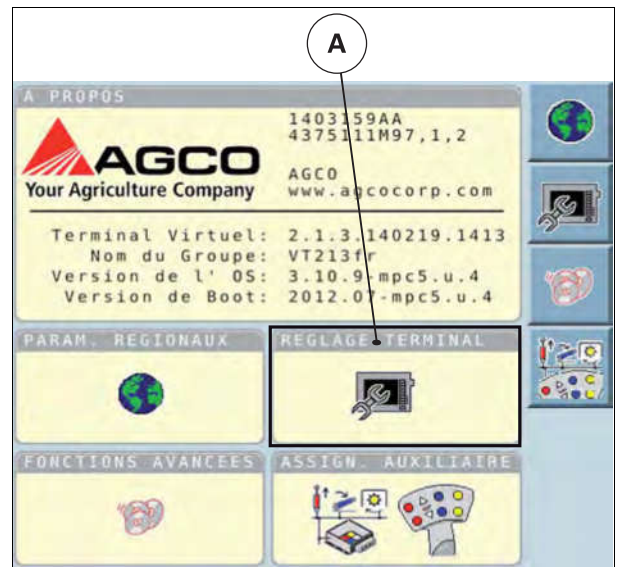 A
A PROPOS
AGCO
Your Agriculture Company
1403159AA
4375111M97,1,2
AGCO
www.agcocorp.com
Terminal Virtuel: 2.1.3.140219.1413
Nom du Groupe: VT213fr
Version de l' OS: 3.10.9-mpc5.u.4
Version de Boot: 2012.07-mpc5.u.4
PARAM. REGIONAUX
REGLAGE TERMINAL
FONCTIONS AVANCEES
ASSIGN. AUXILIAIRE